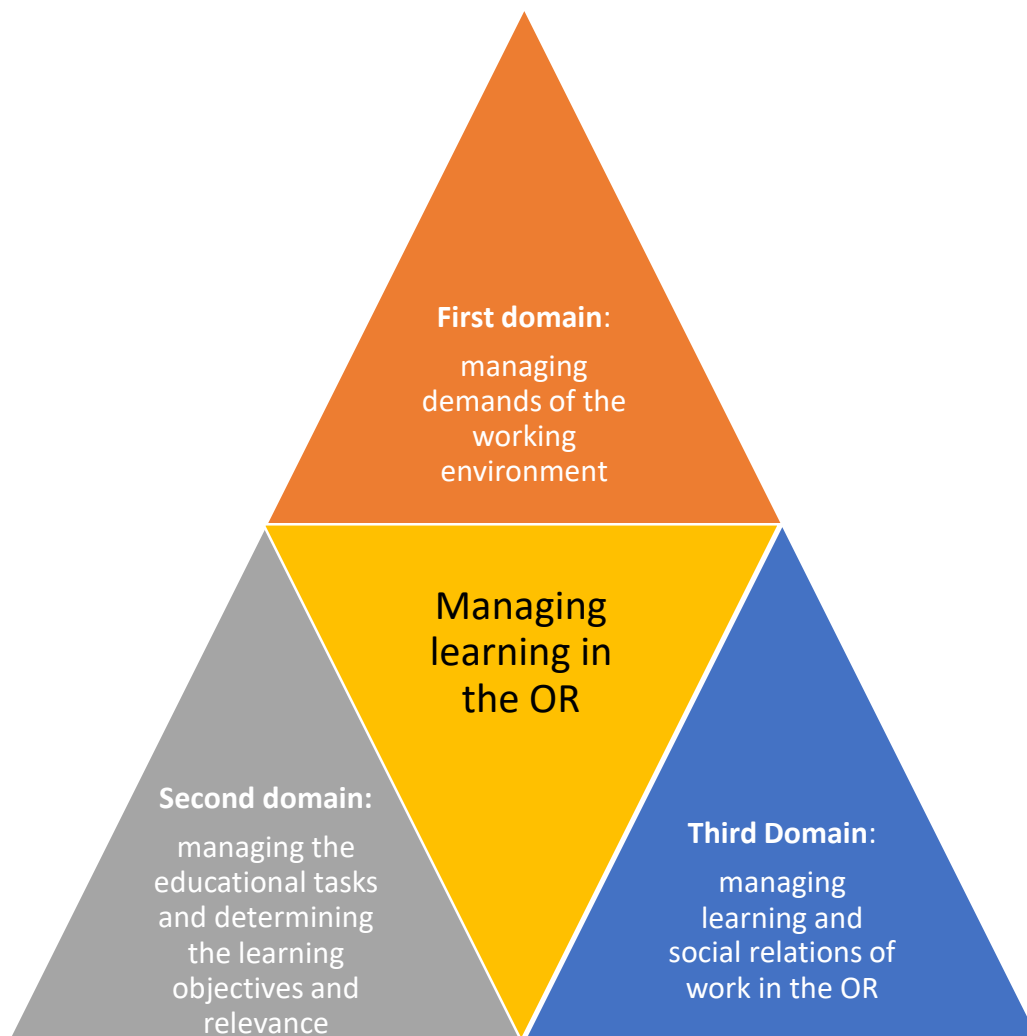 First domain:
managing
demands of the
working
environment
Managing
learning in
the OR
Second domain:
managing the
educational tasks
and determining
the learning
objectives and
relevance
Third Domain:
managing
learning and
social relations of
work in the OR